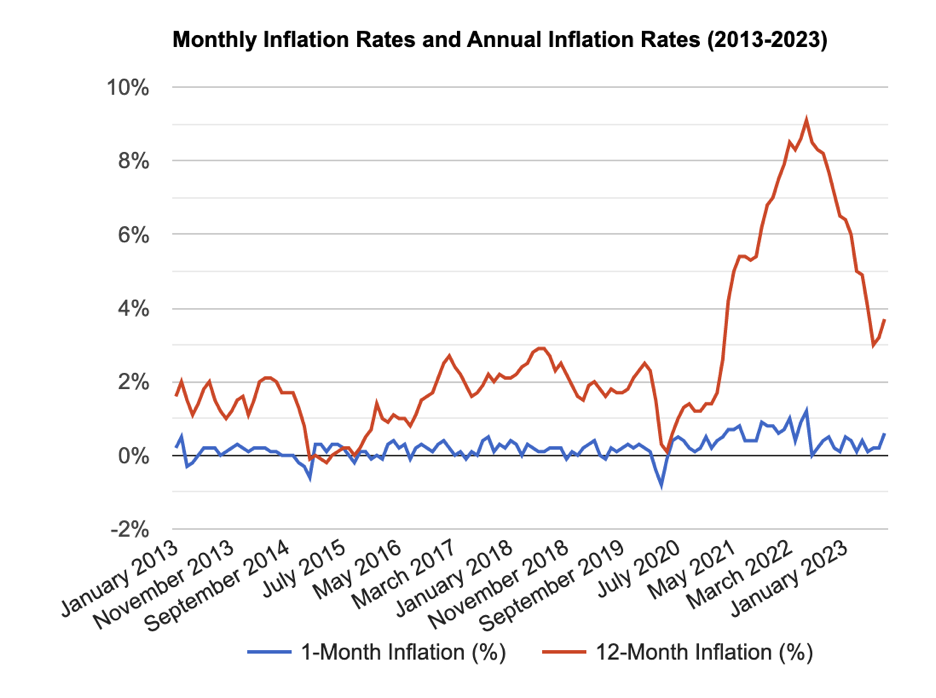 Monthly Inflation Rates and Annual Inflation Rates (2013-2023)
10%
8%
6%
4%
2%
0%
-2%
January 2013
November 2013
September 2014
July 2015
May 2016
March 2017
January 2018
November 2018
September 2019
July 2020
May 2021
March 2022
January 2023
1-Month Inflation (%)
12-Month Inflation (%)